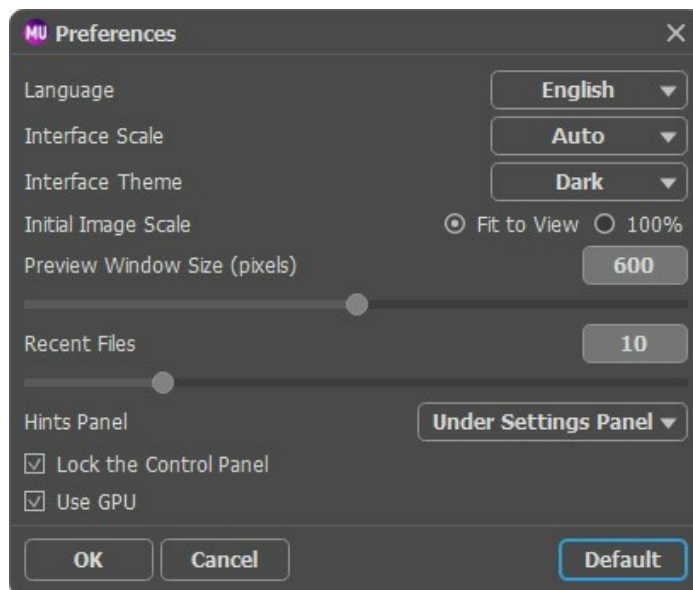 MU Preferences
Language English
Interface Scale Auto
Interface Theme Dark
Initial Image Scale Fit to View 100%
Preview Window Size (pixels) 600
Recent Files 10
Hints Panel Under Settings Panel
Lock the Control Panel
Use GPU
OK Cancel Default